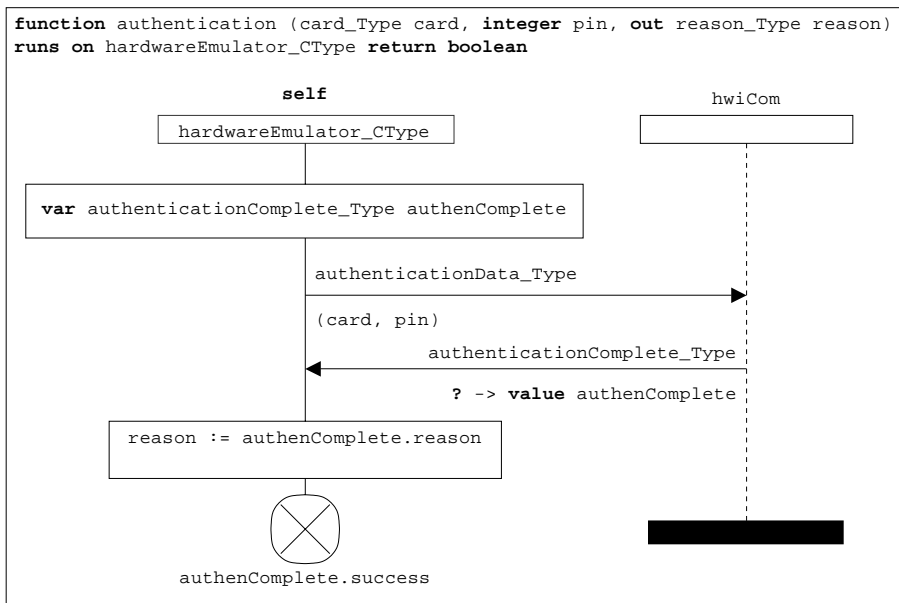 function authentication (card_Type card, integer pin, out reason_Type reason)
runs on hardwareEmulator_CType return boolean
self
hwiCom
hardwareEmulator_CType
var authenticationComplete_Type authenComplete
authenticationData_Type
(card, pin)
authenticationComplete_Type
? -> value authenComplete
reason := authenComplete.reason
authenComplete.success